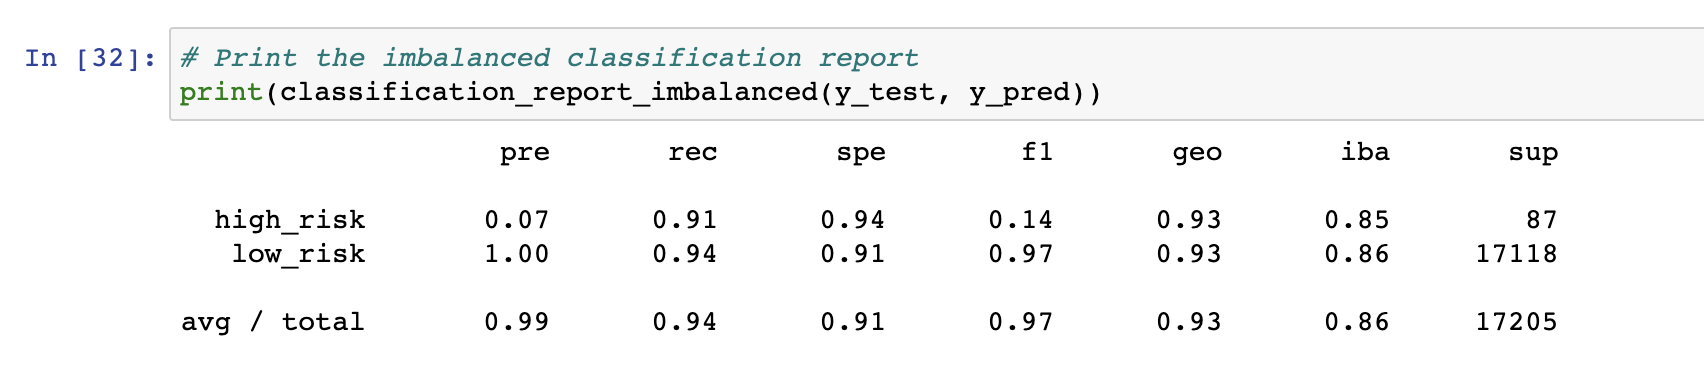 In [32]: # Print the imbalanced classification report
print(classification_report_imbalanced(y_test, y_pred))
pre rec spe f1 geo iba sup
high_risk 0.07 0.91 0.94 0.14 0.93 0.85 87
low_risk 1.00 0.94 0.91 0.97 0.93 0.86 17118
avg / total 0.99 0.94 0.91 0.97 0.93 0.86 17205